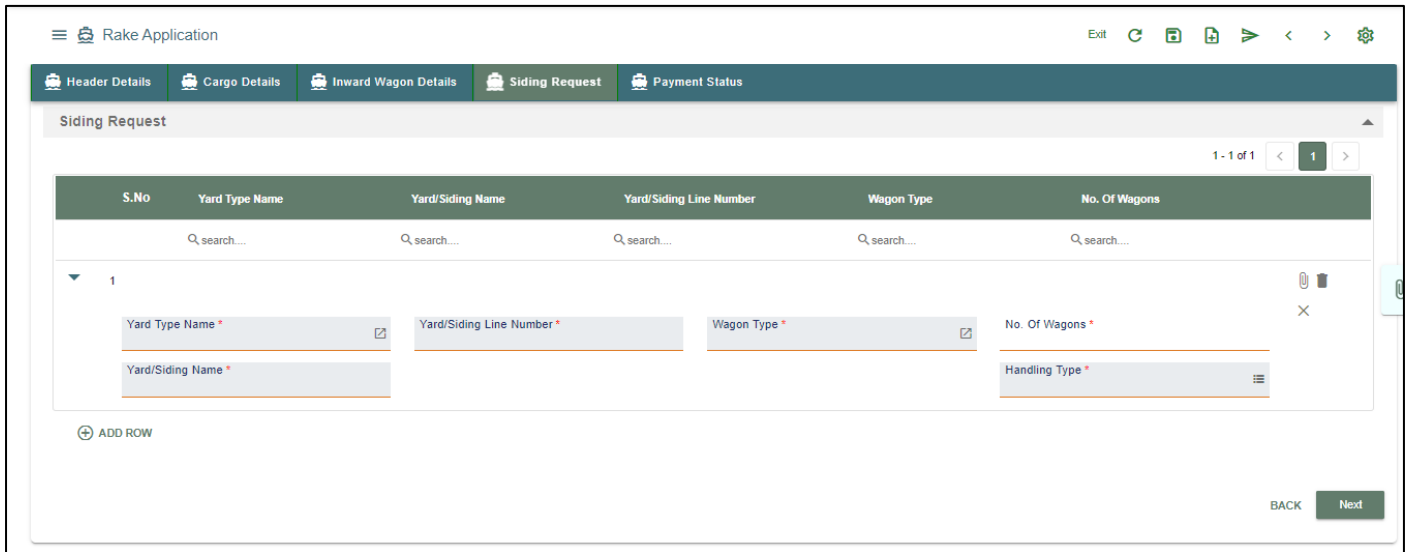 Rake Application Exit
Header Details Cargo Details Inward Wagon Details Siding Request Payment Status
Siding Request
1 - 1 of 1 < 1 >
S.No Yard Type Name Yard/Siding Name Yard/Siding Line Number Wagon Type No. Of Wagons
search.... search.... search.... search.... search....
1
Yard Type Name * Yard/Siding Line Number * Wagon Type * No. Of Wagons *
Yard/Siding Name * Handling Type *
ADD ROW
BACK Next